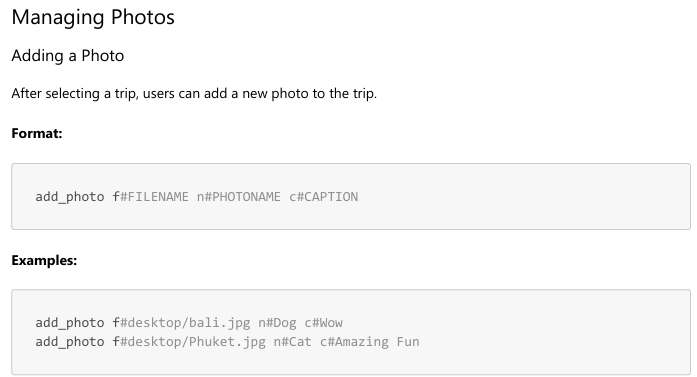 Managing Photos
Adding a Photo
After selecting a trip, users can add a new photo to the trip.
Format:
add_photo f#FILENAME n#PHOTONAME c#CAPTION
Examples:
add_photo f#desktop/bali.jpg n#Dog c#Wow
add_photo f#desktop/Phuket.jpg n#Cat c#Amazing Fun